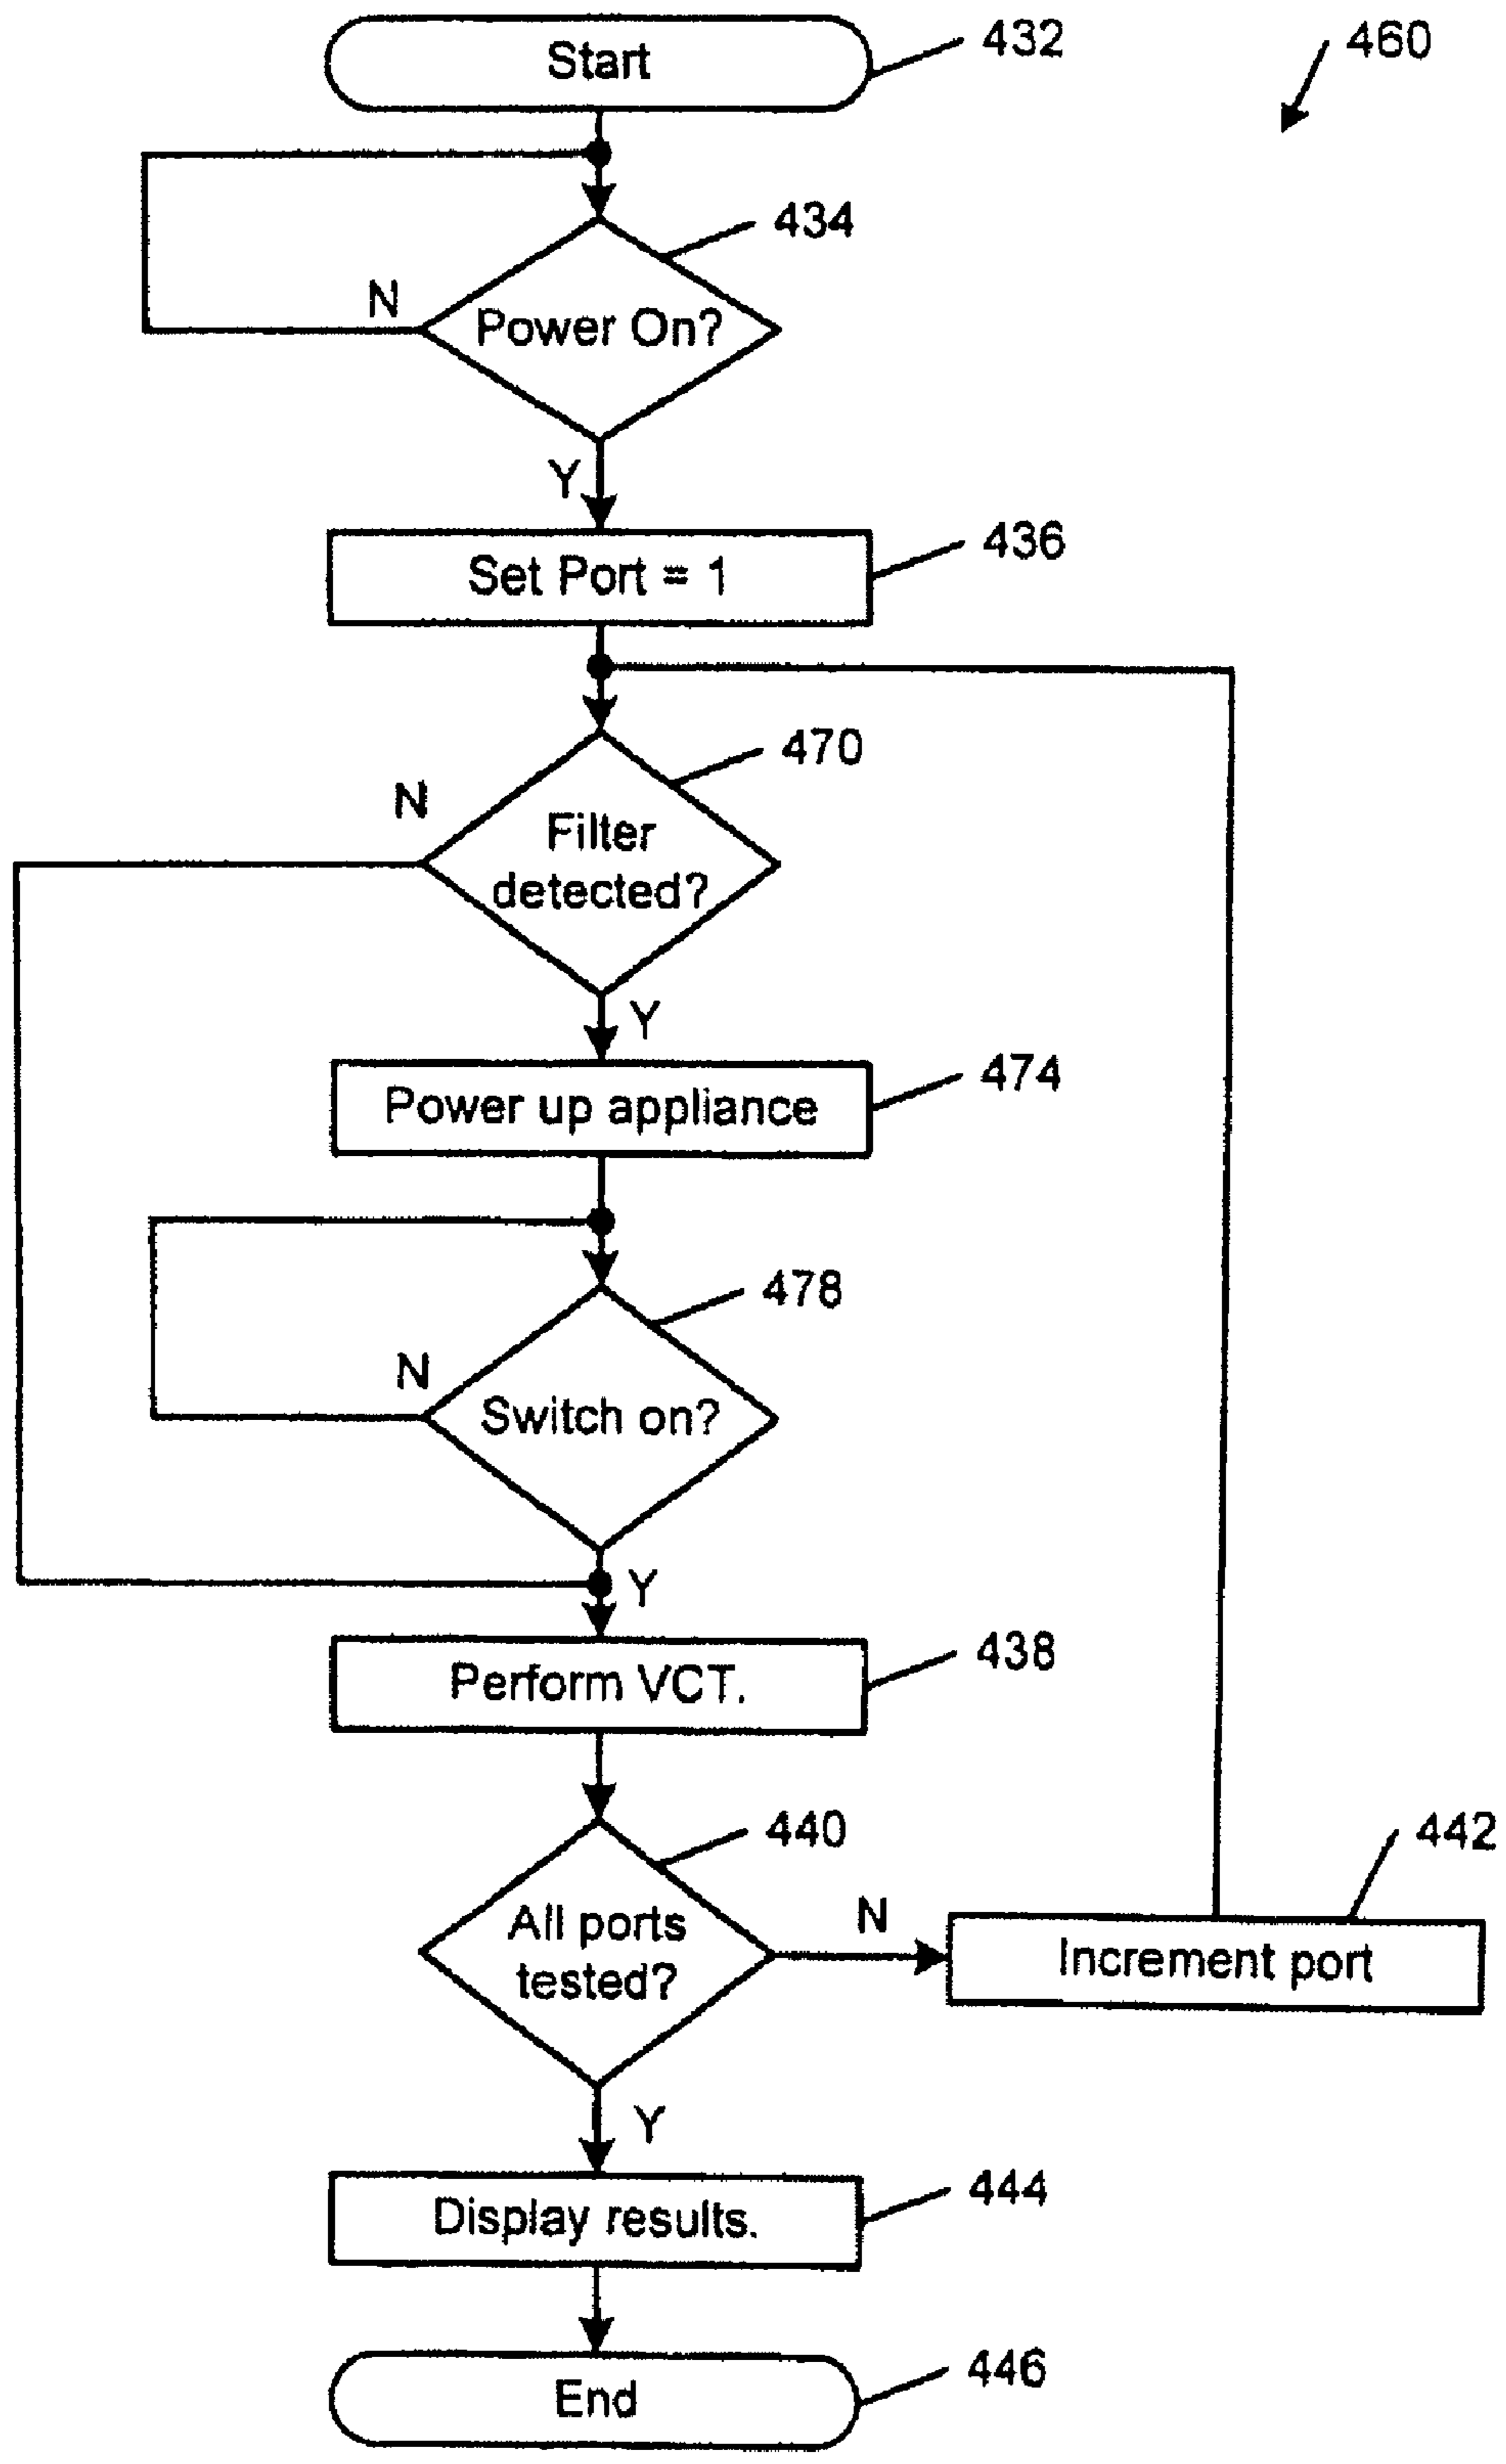 Start
432
460
434
N
Power On?
Y
Set Port = 1
436
470
N
Filter
detected?
Y
Power up appliance
474
478
N
Switch on?
Y
Perform VCT.
438
440
442
All ports
tested?
N
Increment port
Y
Display results.
444
End
446